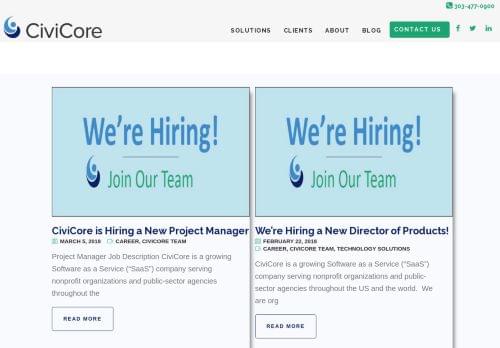 303-477-0900
CiviCore
SOLUTIONS CLIENTS ABOUT BLOG CONTACT US
We're Hiring!
Join Our Team
We're Hiring!
Join Our Team
CiviCore is Hiring a New Project Manager
MARCH 5, 2018 CAREER, CIVICORE TEAM
Project Manager Job Description CiviCore is a growing
Software as a Service (“SaaS”) company serving
nonprofit organizations and public-sector agencies
throughout the
READ MORE
We're Hiring a New Director of Products!
FEBRUARY 22, 2018
CAREER, CIVICORE TEAM, TECHNOLOGY SOLUTIONS
CiviCore is a growing Software as a Service (“SaaS”)
company serving nonprofit organizations and public-
sector agencies throughout the US and the world. We
are org
READ MORE